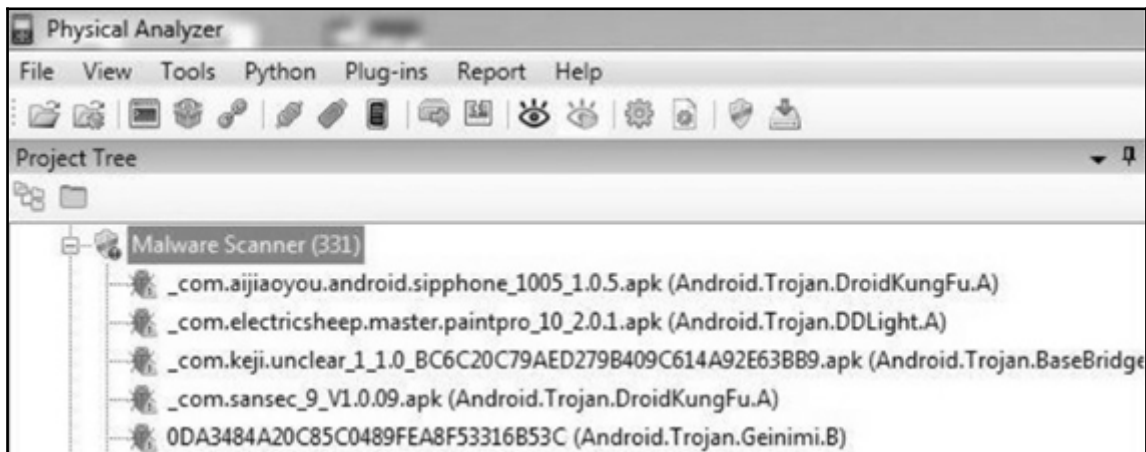 Physical Analyzer
File View Tools Python Plug-ins Report Help
Project Tree
Malware Scanner (331)
_com.aijiaoyou.android.sipphone_1005_1.0.5.apk (Android.Trojan.DroidKungFu.A)
_com.electricsheep.master.paintpro_10_2.0.1.apk (Android.Trojan.DDLight.A)
_com.keji.unclear_1_1.0_BC6C20C79AED279B409C614A92E63BB9.apk (Android.Trojan.BaseBridge
_com.sansec_9_V1.0.09.apk (Android.Trojan.DroidKungFu.A)
0DA3484A20C85C0489FEA8F53316B53C (Android.Trojan.Geinimi.B)